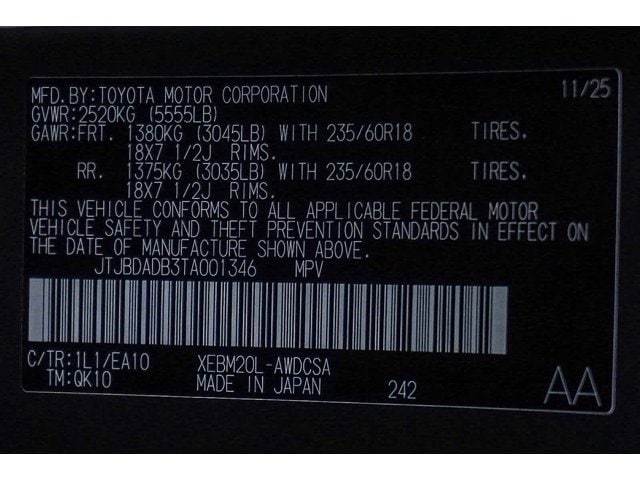 MFD.BY:TOYOTA MOTOR CORPORATION 11/25
GVWR:2520KG (5555LB)
GAWR:FRT. 1380KG (3045LB) WITH 235/60R18 TIRES.
18X7 1/2J RIMS.
RR. 1375KG (3035LB) WITH 235/60R18 TIRES.
18X7 1/2J RIMS.
THIS VEHICLE CONFORMS TO ALL APPLICABLE FEDERAL MOTOR
VEHICLE SAFETY AND THEFT PREVENTION STANDARDS IN EFFECT ON
THE DATE OF MANUFACTURE SHOWN ABOVE.
JTJBDADB3TA001346 MPV
C/TR:1L1/EA10 XEBM20L-AWDCSA
TM:QK10 MADE IN JAPAN 242 AA